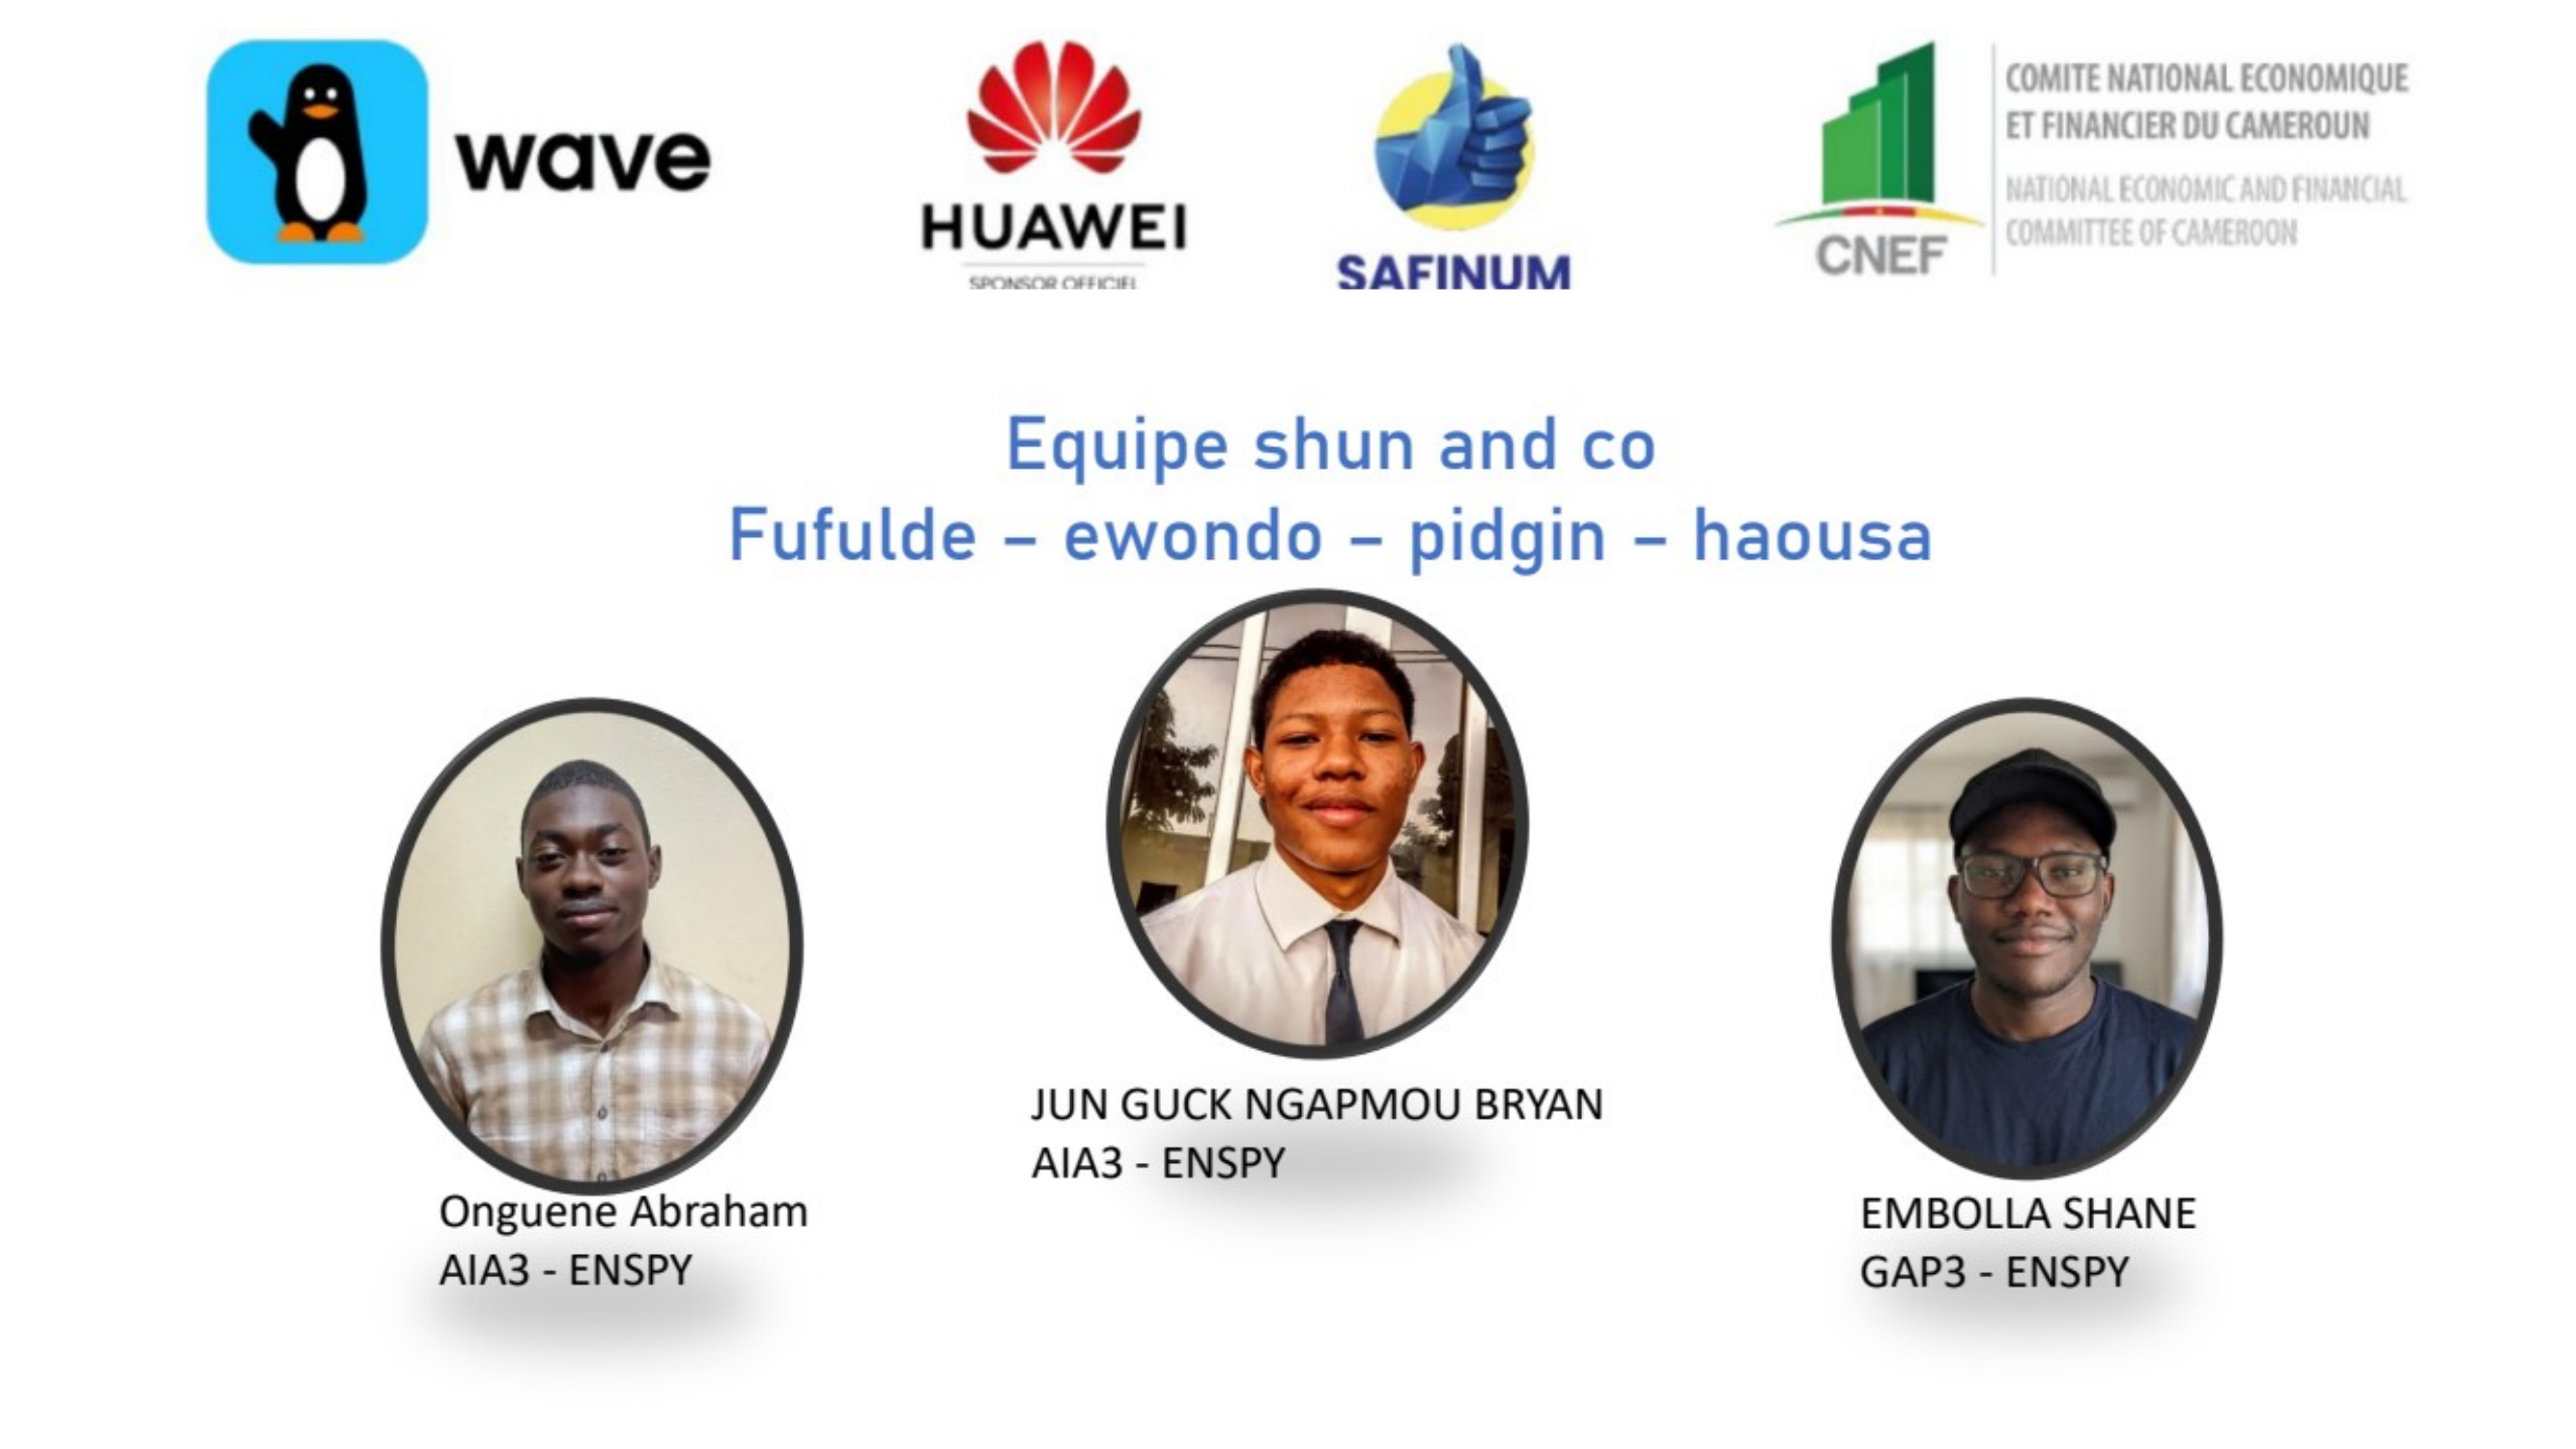 wave
HUAWEI
SPONSOR OFFICIEL
SAFINUM
COMITE NATIONAL ECONOMIQUE
ET FINANCIER DU CAMEROUN
NATIONAL ECONOMIC AND FINANCIAL
COMMITTEE OF CAMEROON
CNEF
Equipe shun and co
Fufulde – ewondo – pidgin – haousa
Onguene Abraham
AIA3 - ENSPY
JUN GUCK NGAPMOU BRYAN
AIA3 - ENSPY
EMBOLLA SHANE
GAP3 - ENSPY